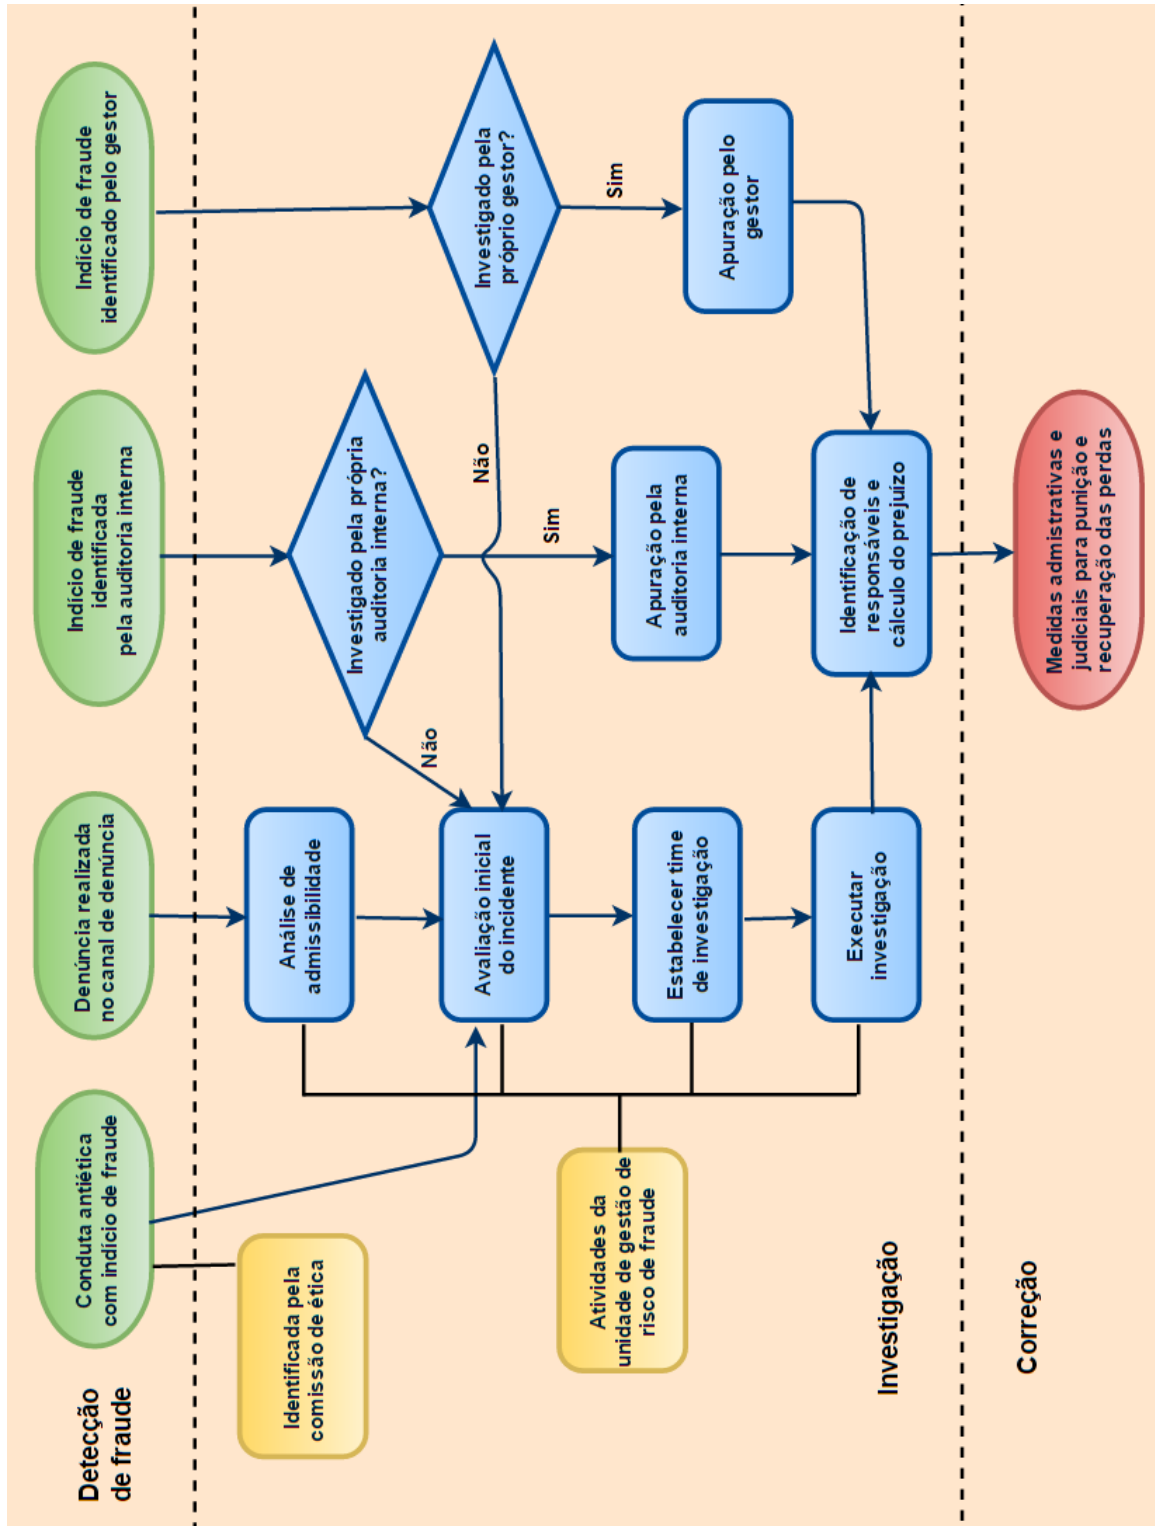 Detecção
de fraude
Conduta antiética
com indício de fraude
Denúncia realizada
no canal de denúncia
Indício de fraude
identificada
pela auditoria interna
Indício de fraude
identificado pelo gestor
Identificada pela
comissão de ética
Análise de
admissibilidade
Investigado pela própria
auditoria interna?
Não
Sim
Investigado pela
próprio gestor?
Não
Sim
Avaliação inicial
do incidente
Atividades da
unidade de gestão de
risco de fraude
Estabelecer time
de investigação
Apuração pela
auditoria interna
Apuração pelo
gestor
Executar
investigação
Identificação de
responsáveis e
cálculo do prejuízo
Investigação
Correção
Medidas admistrativas e
judiciais para punição e
recuperação das perdas